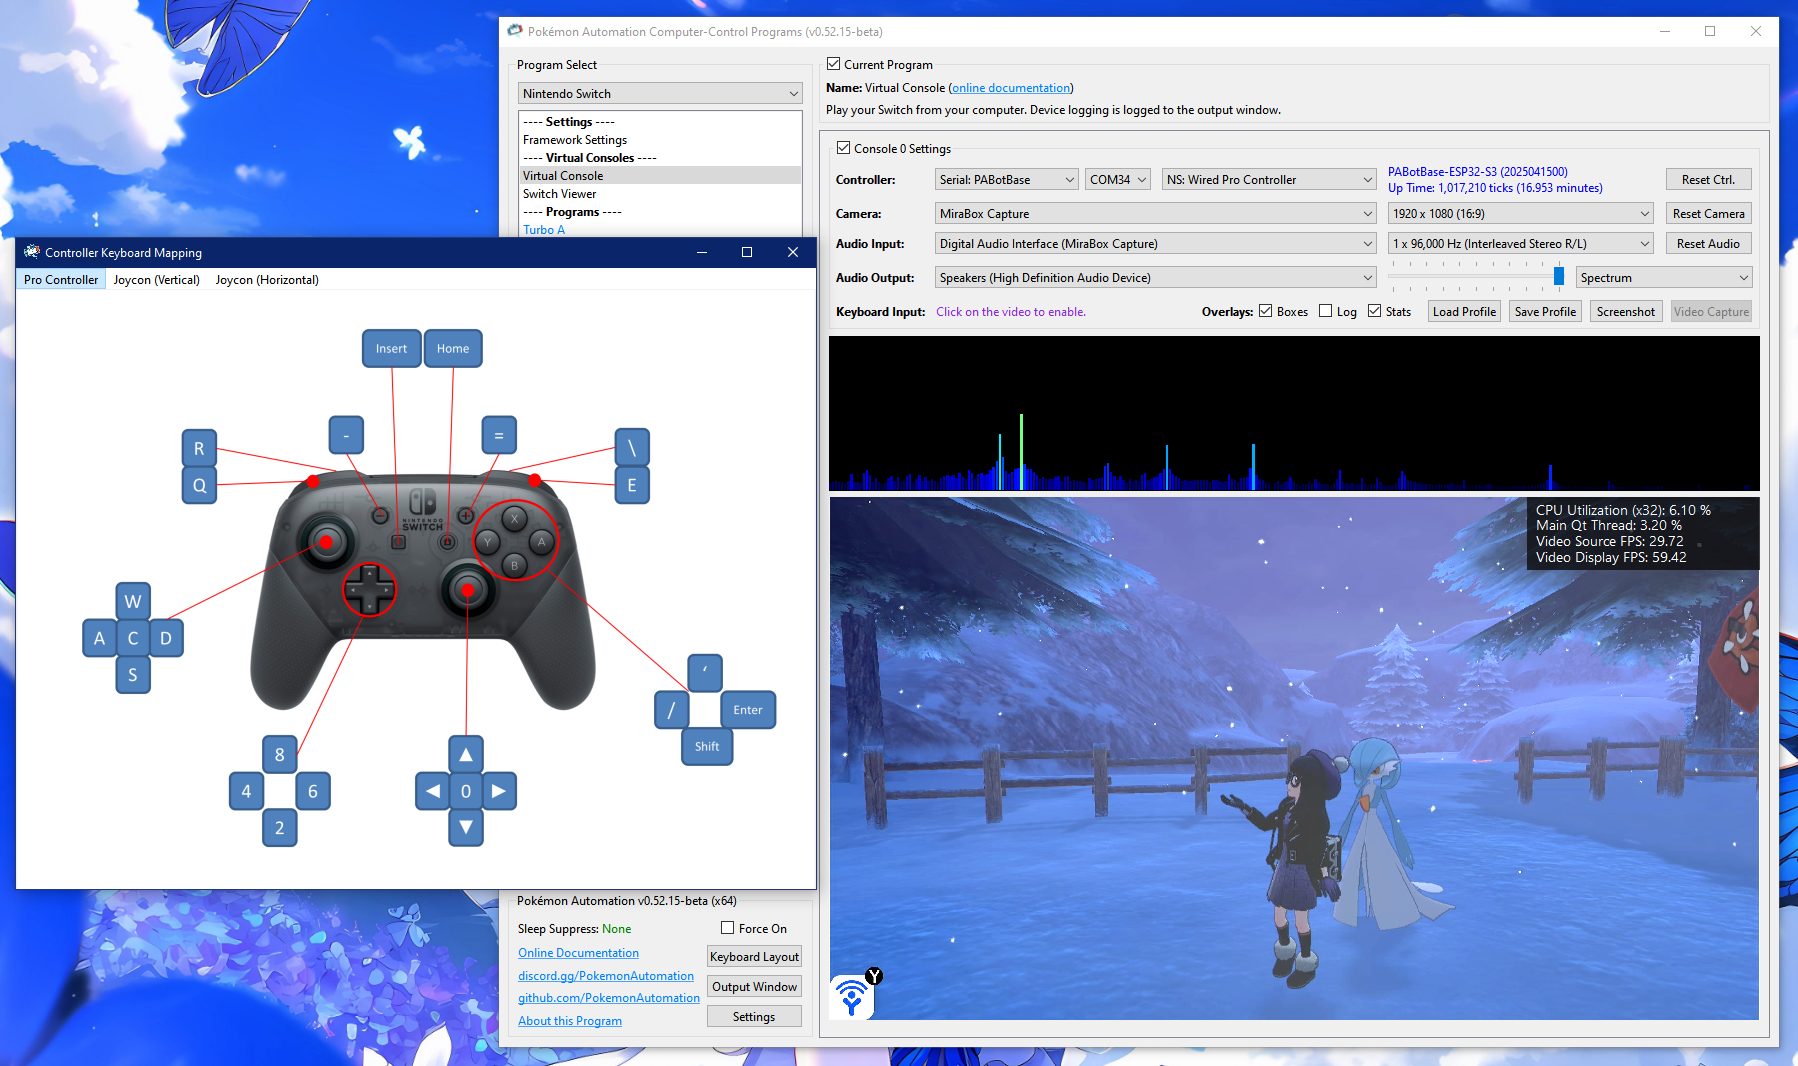 Pokémon Automation Computer-Control Programs (v0.52.15-beta)
Program Select
Nintendo Switch
---- Settings ----
Framework Settings
---- Virtual Consoles ----
Virtual Console
Switch Viewer
---- Programs ----
Turbo A
Current Program
Name: Virtual Console (online documentation)
Play your Switch from your computer. Device logging is logged to the output window.
Console 0 Settings
Controller: Serial: PABotBase COM34 NS: Wired Pro Controller PABotBase-ESP32-S3 (2025041500) Reset Ctrl.
Up Time: 1,017,210 ticks (16.953 minutes)
Camera: MiraBox Capture 1920 x 1080 (16:9) Reset Camera
Audio Input: Digital Audio Interface (MiraBox Capture) 1 x 96,000 Hz (Interleaved Stereo R/L) Reset Audio
Audio Output: Speakers (High Definition Audio Device) Spectrum
Keyboard Input: Click on the video to enable. Overlays: Boxes Log Stats Load Profile Save Profile Screenshot Video Capture
CPU Utilization (x32): 6.10 %
Main Qt Thread: 3.20 %
Video Source FPS: 29.72
Video Display FPS: 59.42
Y
Controller Keyboard Mapping
Pro Controller Joycon (Vertical) Joycon (Horizontal)
Insert Home
- =
R \
Q E
NINTENDO
SWITCH
X
Y A
B
W
A C D
S
‘
/ Enter
Shift
8 ▲
4 6 ◀ 0 ▶
2 ▼
Pokémon Automation v0.52.15-beta (x64)
Sleep Suppress: None Force On
Online Documentation Keyboard Layout
discord.gg/PokemonAutomation
Output Window
github.com/PokemonAutomation
About this Program Settings